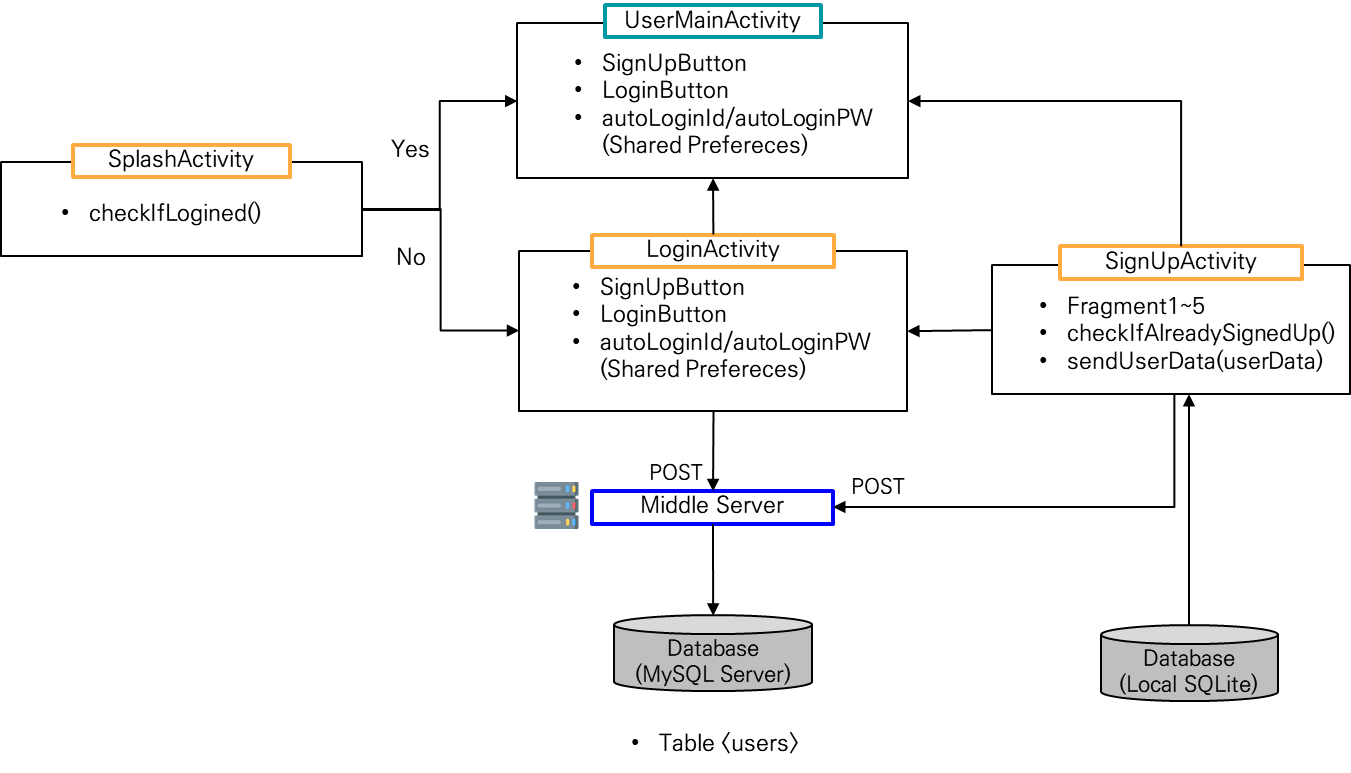 UserMainActivity
• SignUpButton
• LoginButton
• autoLoginId/autoLoginPW
(Shared Prefereces)
Yes
SplashActivity
• checkIfLogined()
No
LoginActivity
• SignUpButton
• LoginButton
• autoLoginId/autoLoginPW
(Shared Prefereces)
SignUpActivity
• Fragment1~5
• checkIfAlreadySignedUp()
• sendUserData(userData)
POST
POST
Middle Server
Database
(MySQL Server)
Database
(Local SQLite)
• Table 〈users〉